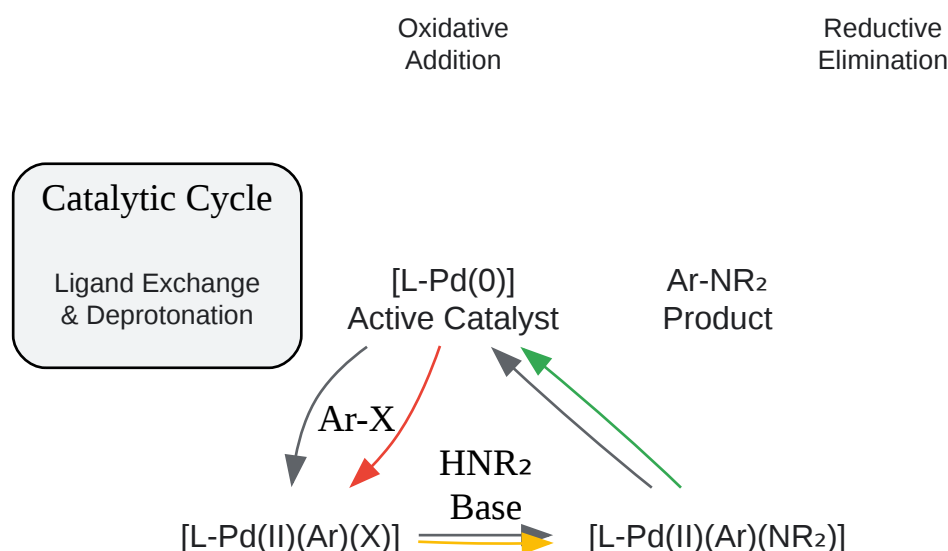 Oxidative
Addition
Reductive
Elimination
Catalytic Cycle
Ligand Exchange
& Deprotonation
[L-Pd(0)]
Active Catalyst
Ar-NR₂
Product
Ar-X
HNR₂
Base
[L-Pd(II)(Ar)(X)]
[L-Pd(II)(Ar)(NR₂)]